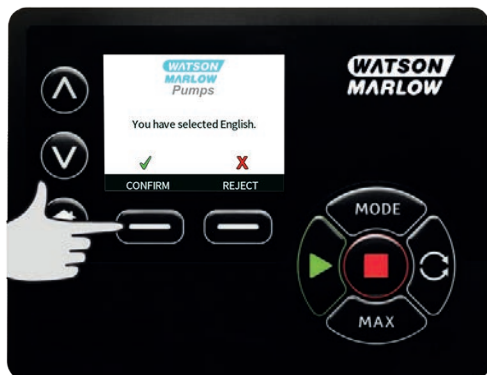 WATSON
MARLOW
Pumps
You have selected English.
CONFIRM
REJECT
WATSON
MARLOW
MODE
MAX